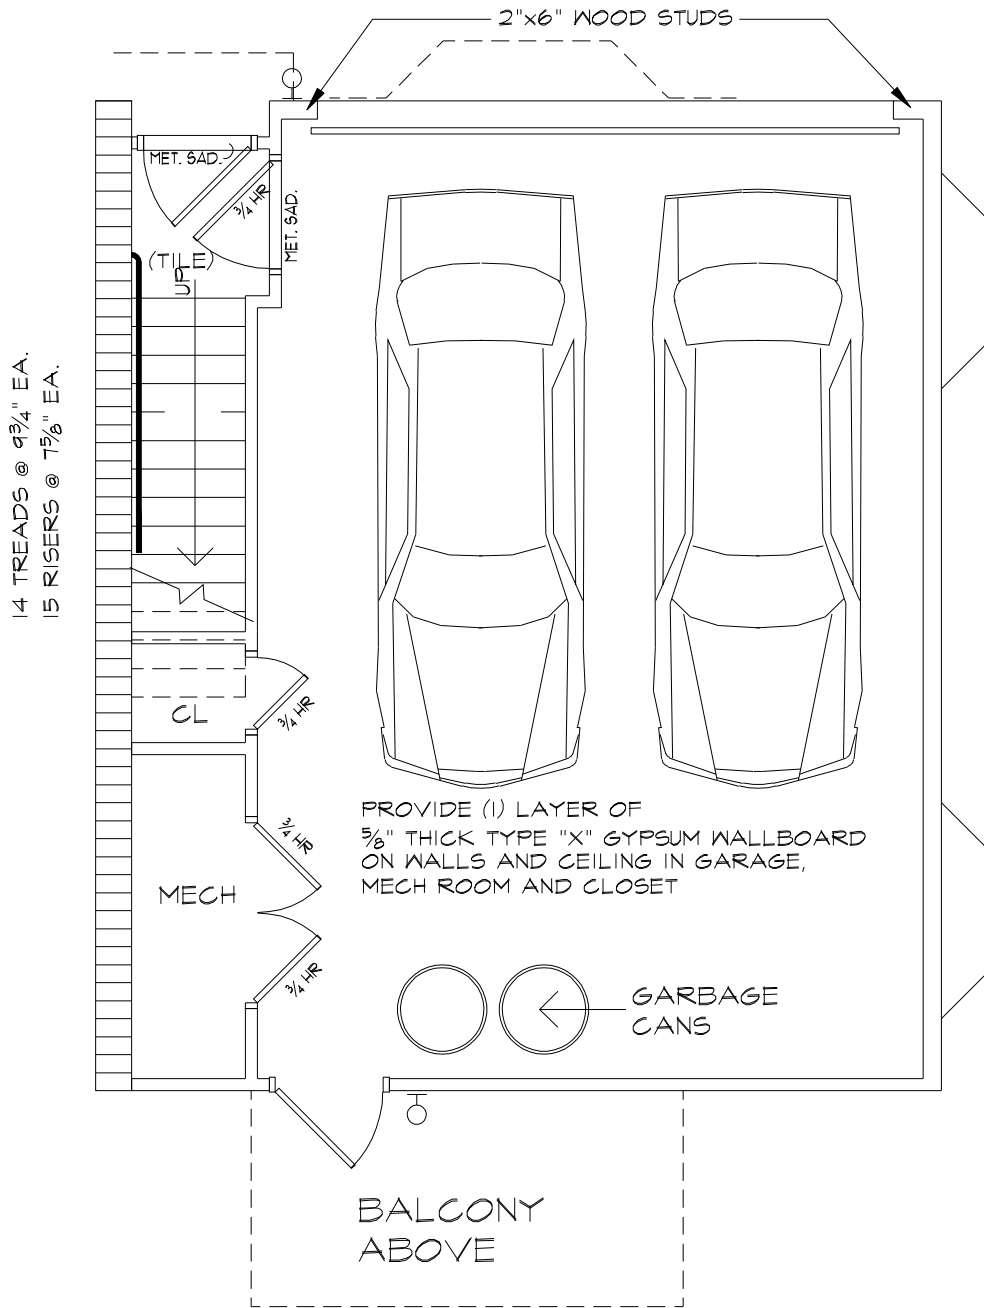 2"x6" WOOD STUDS
MET. SAD.
3/4 HR
MET. SAD.
(TILE)
UP
14 TREADS @ 9 3/4" EA.
15 RISERS @ 7 5/8" EA.
CL
3/4 HR
PROVIDE (1) LAYER OF
5/8" THICK TYPE "X" GYPSUM WALLBOARD
ON WALLS AND CEILING IN GARAGE,
MECH ROOM AND CLOSET
3/4 HR
MECH
3/4 HR
GARBAGE
CANS
BALCONY
ABOVE